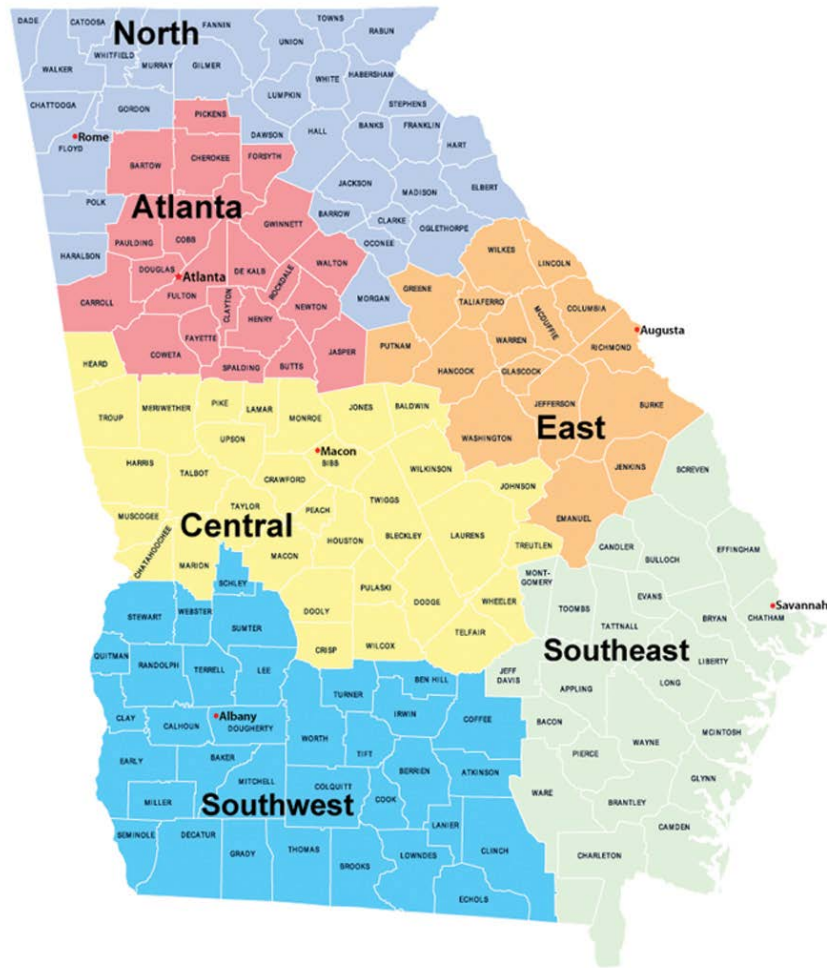 North
DADE
CATOOSA
WHITFIELD
FANNIN
TOWNS
RABUN
UNION
WALKER
MURRAY
GILMER
WHITE
HABERSHAM
CHATTOOGA
GORDON
LUMPKIN
STEPHENS
PICKENS
DAWSON
HALL
BANKS
FRANKLIN
HART
Rome
FLOYD
BARTOW
CHEROKEE
FORSYTH
JACKSON
MADISON
ELBERT
POLK
Atlanta
BARROW
CLARKE
OCONEE
OGLETHORPE
GWINNETT
PAULDING
COBB
HARALSON
DOUGLAS
Atlanta
DE KALB
ROCKDALE
WALTON
WILKES
LINCOLN
CARROLL
FULTON
CLAYTON
NEWTON
MORGAN
GREENE
TALIAFERRO
MCDUFFIE
COLUMBIA
Augusta
RICHMOND
HENRY
FAYETTE
COWETA
SPALDING
BUTTS
JASPER
PUTNAM
WARREN
HANCOCK
GLASCOCK
HEARD
JEFFERSON
BURKE
East
TROUP
MERIWETHER
PIKE
LAMAR
MONROE
JONES
BALDWIN
WASHINGTON
UPSON
Macon
BIBB
WILKINSON
JENKINS
SCREVEN
HARRIS
TALBOT
CRAWFORD
JOHNSON
EMANUEL
TWIGGS
PEACH
TAYLOR
MUSCOGEE
Central
CHATAHOOCHEE
MARION
MACON
HOUSTON
BLECKLEY
LAURENS
TREUTLEN
CANDLER
BULLOCH
EFFINGHAM
SCHLEY
MONT-
GOMERY
PULASKI
DODGE
WHEELER
TOOMBS
EVANS
TATTNALL
BRYAN
Savannah
CHATHAM
STEWART
WEBSTER
SUMTER
DOOLY
CRISP
WILCOX
TELFAIR
Southeast
QUITMAN
RANDOLPH
TERRELL
LEE
JEFF
DAVIS
LIBERTY
LONG
BEN HILL
TURNER
IRWIN
COFFEE
APPLING
BACON
CLAY
CALHOUN
Albany
DOUGHERTY
WORTH
TIFT
WAYNE
MCINTOSH
PIERCE
EARLY
BAKER
MITCHELL
COLQUITT
BERRIEN
ATKINSON
WARE
GLYNN
MILLER
Southwest
COOK
BRANTLEY
LANIER
CAMDEN
SEMINOLE
DECATUR
GRADY
THOMAS
BROOKS
LOWNDES
CLINCH
CHARLETON
ECHOLS